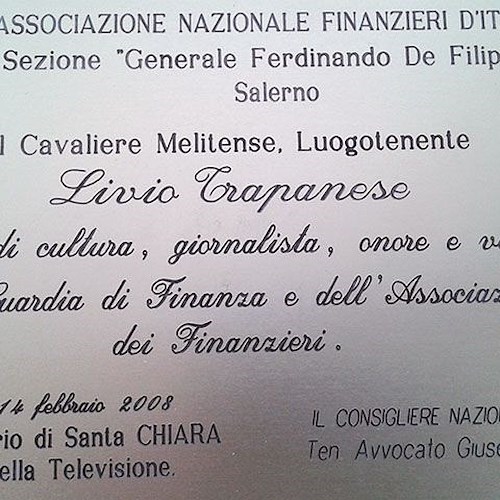 ASSOCIAZIONE NAZIONALE FINANZIERI D'IT
Sezione "Generale Ferdinando De Filip
Salerno
l Cavaliere Melitense, Luogotenente
Livio Trapanese
di cultura, giornalista, onore e v
Guardia di Finanza e dell'Associaz
dei Finanzieri.
14 febbraio 2008
rio di Santa CHIARA
ella Televisione.
IL CONSIGLIERE NAZIO
Ten Avvocato Giuse